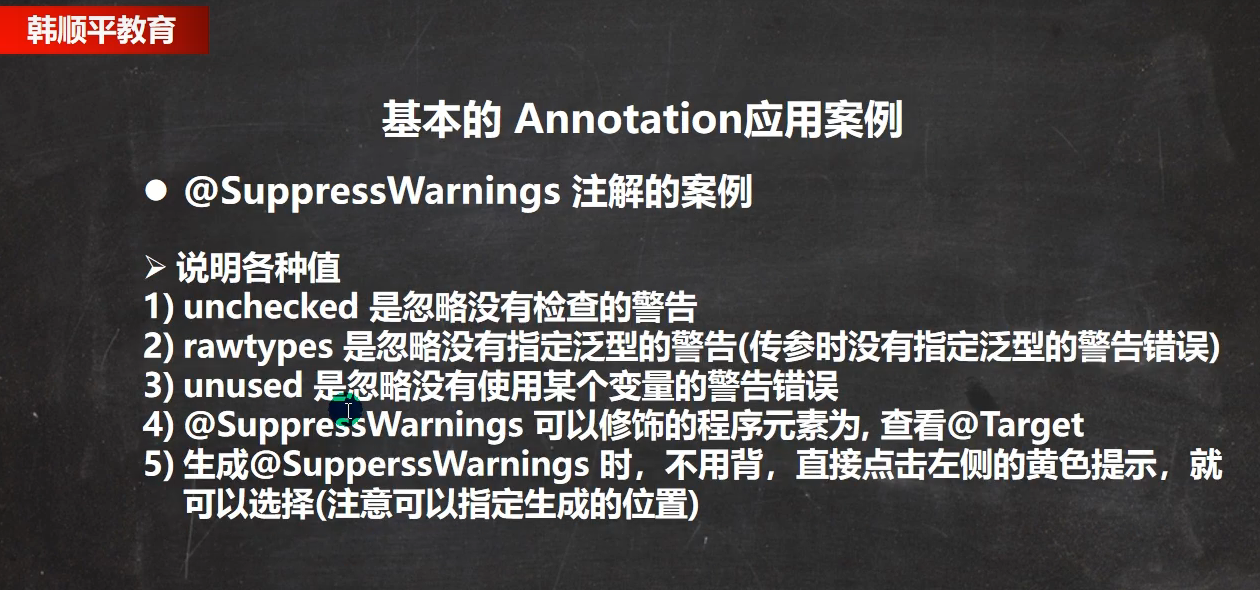 韩顺平教育
基本的 Annotation应用案例
● @SuppressWarnings 注解的案例
➢ 说明各种值
1) unchecked 是忽略没有检查的警告
2) rawtypes 是忽略没有指定泛型的警告(传参时没有指定泛型的警告错误)
3) unused 是忽略没有使用某个变量的警告错误
4) @SuppressWarnings 可以修饰的程序元素为, 查看@Target
5) 生成@SupperssWarnings 时，不用背，直接点击左侧的黄色提示，就
可以选择(注意可以指定生成的位置)